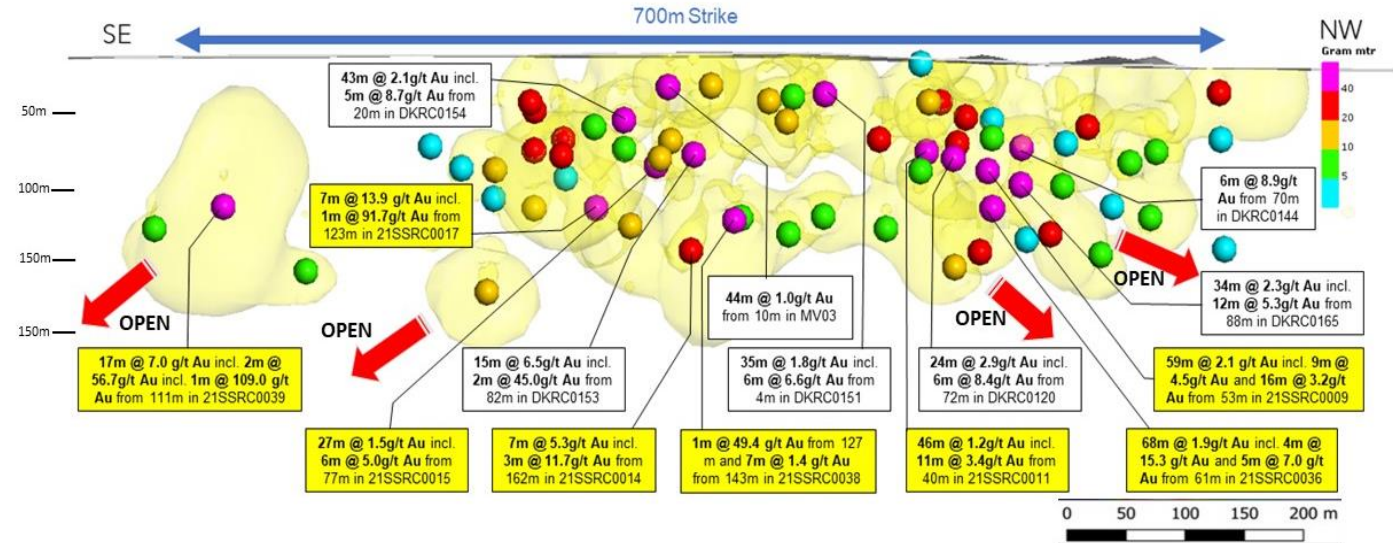 700m Strike
SE
NW
Gram mtr
40
20
10
5
50m
100m
150m
150m
43m @ 2.1g/t Au incl.
5m @ 8.7g/t Au from
20m in DKRC0154
7m @ 13.9 g/t Au incl.
1m @ 91.7g/t Au from
123m in 21SSRC0017
6m @ 8.9g/t
Au from 70m
in DKRC0144
OPEN
OPEN
OPEN
OPEN
44m @ 1.0g/t Au
from 10m in MV03
34m @ 2.3g/t Au incl.
12m @ 5.3g/t Au from
88m in DKRC0165
17m @ 7.0 g/t Au incl. 2m @
56.7g/t Au incl. 1m @ 109.0 g/t
Au from 111m in 21SSRC0039
15m @ 6.5g/t Au incl.
2m @ 45.0g/t Au from
82m in DKRC0153
35m @ 1.8g/t Au incl.
6m @ 6.6g/t Au from
4m in DKRC0151
24m @ 2.9g/t Au incl.
6m @ 8.4g/t Au from
72m in DKRC0120
59m @ 2.1 g/t Au incl. 9m @
4.5g/t Au and 16m @ 3.2g/t
Au from 53m in 21SSRC0009
27m @ 1.5g/t Au incl.
6m @ 5.0g/t Au from
77m in 21SSRC0015
7m @ 5.3g/t Au incl.
3m @ 11.7g/t Au from
162m in 21SSRC0014
1m @ 49.4 g/t Au from 127
m and 7m @ 1.4 g/t Au
from 143m in 21SSRC0038
46m @ 1.2g/t Au incl.
11m @ 3.4g/t Au from
40m in 21SSRC0011
68m @ 1.9g/t Au incl. 4m @
15.3 g/t Au and 5m @ 7.0 g/t
Au from 61m in 21SSRC0036
0 50 100 150 200 m